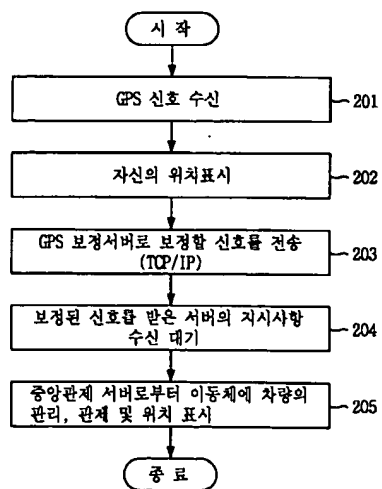 시 작
GPS 신호 수신
201
자신의 위치표시
202
GPS 보정서버로 보정할 신호를 전송
(TCP/IP)
203
보정된 신호를 받은 서버의 지시사항
수신 대기
204
중앙관제 서버로부터 이동체에 차량의
관리, 관제 및 위치 표시
205
종 료